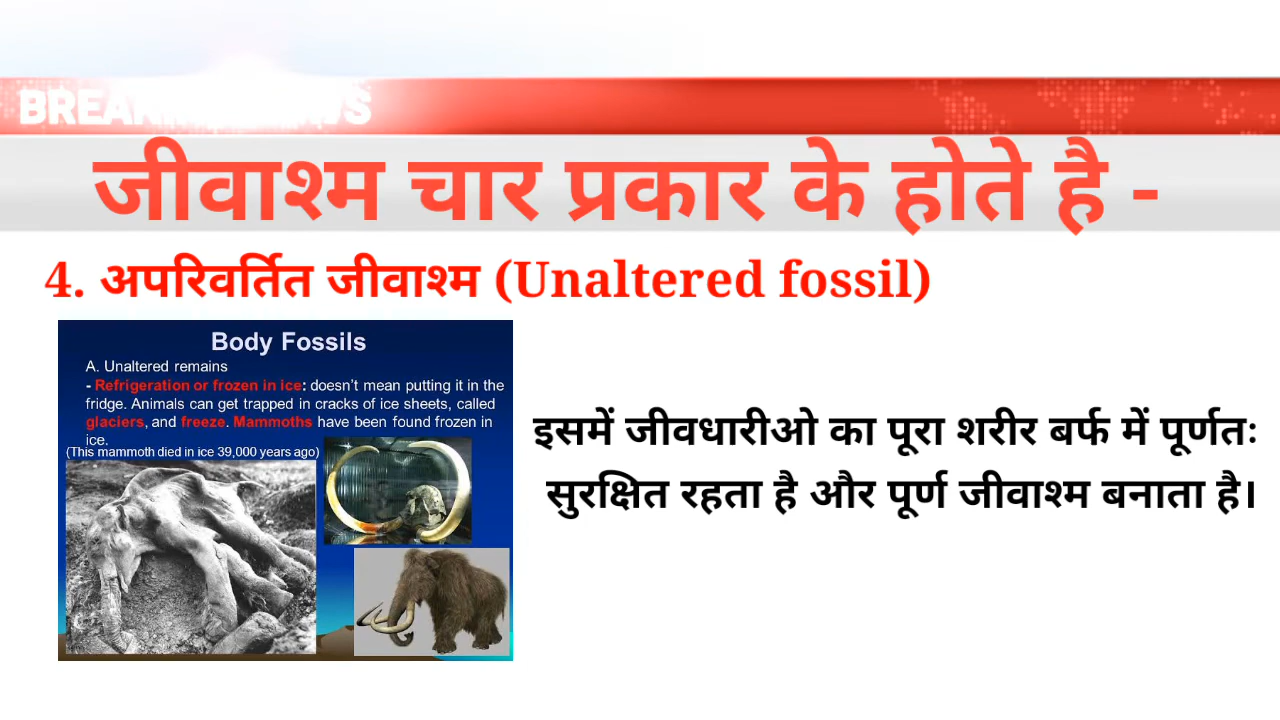 जीवाश्म चार प्रकार के होते है -
4. अपरिवर्तित जीवाश्म (Unaltered fossil)
Body Fossils
A. Unaltered remains
- Refrigeration or frozen in ice: doesn't mean putting it in the
fridge. Animals can get trapped in cracks of ice sheets, called
glaciers, and freeze. Mammoths have been found frozen in
ice.
(This mammoth died in ice 39,000 years ago)
इसमें जीवधारीओ का पूरा शरीर बर्फ में पूर्णतः
सुरक्षित रहता है और पूर्ण जीवाश्म बनाता है।